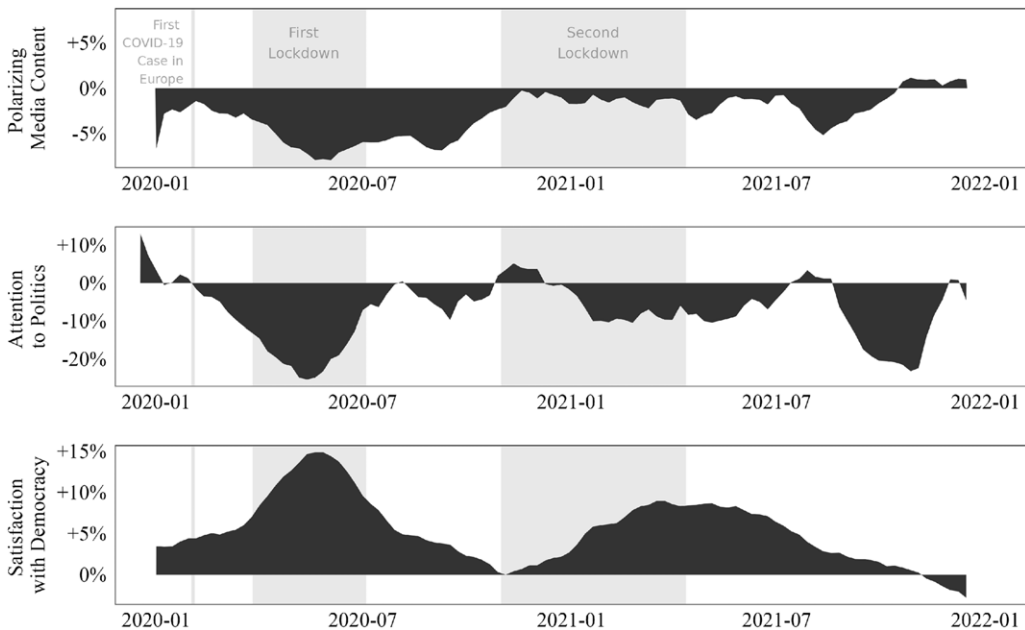 Polarizing
Media Content
+5%
0%
-5%
First
COVID-19
Case in
Europe
First
Lockdown
Second
Lockdown
2020-01
2020-07
2021-01
2021-07
2022-01
Attention
to Politics
+10%
0%
-10%
-20%
2020-01
2020-07
2021-01
2021-07
2022-01
Satisfaction
with Democracy
+15%
+10%
+5%
0%
2020-01
2020-07
2021-01
2021-07
2022-01